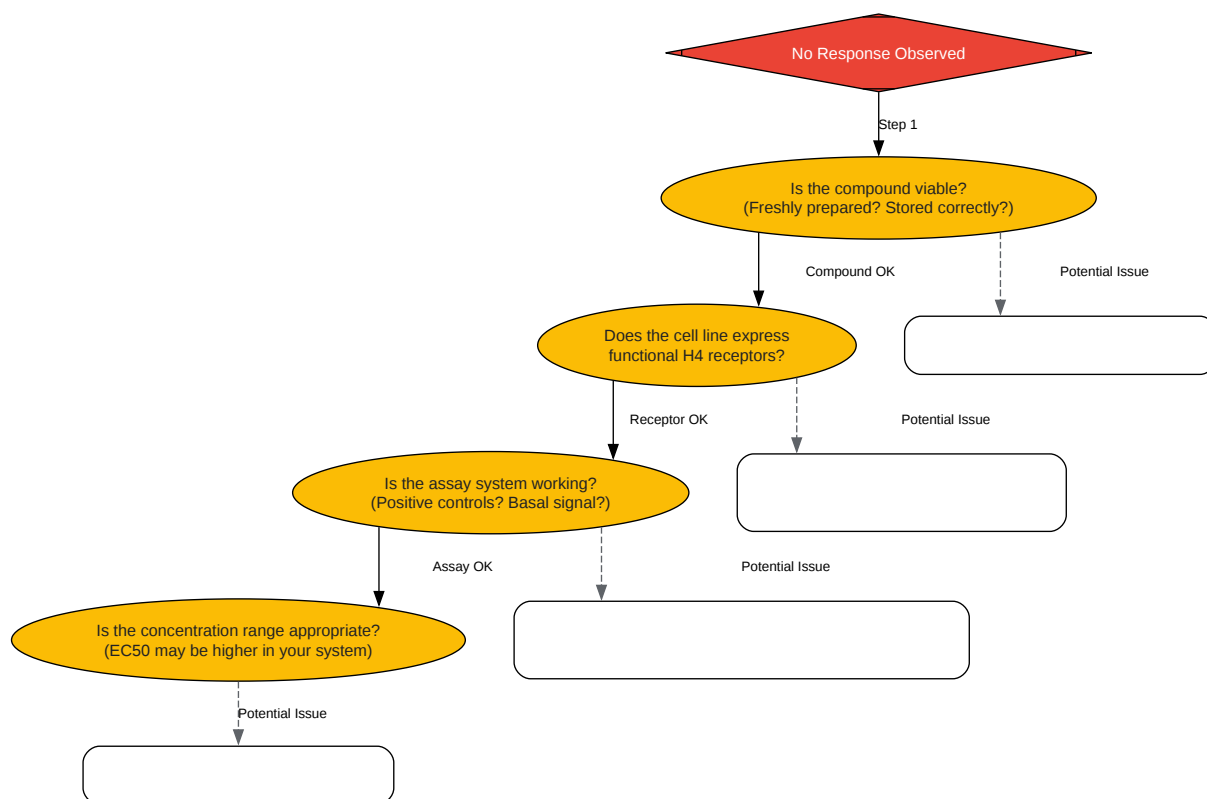 No Response Observed
Step 1
Is the compound viable?
(Freshly prepared? Stored correctly?)
Compound OK
Potential Issue
Does the cell line express
functional H4 receptors?
Receptor OK
Potential Issue
Is the assay system working?
(Positive controls? Basal signal?)
Assay OK
Potential Issue
Is the concentration range appropriate?
(EC50 may be higher in your system)
Potential Issue